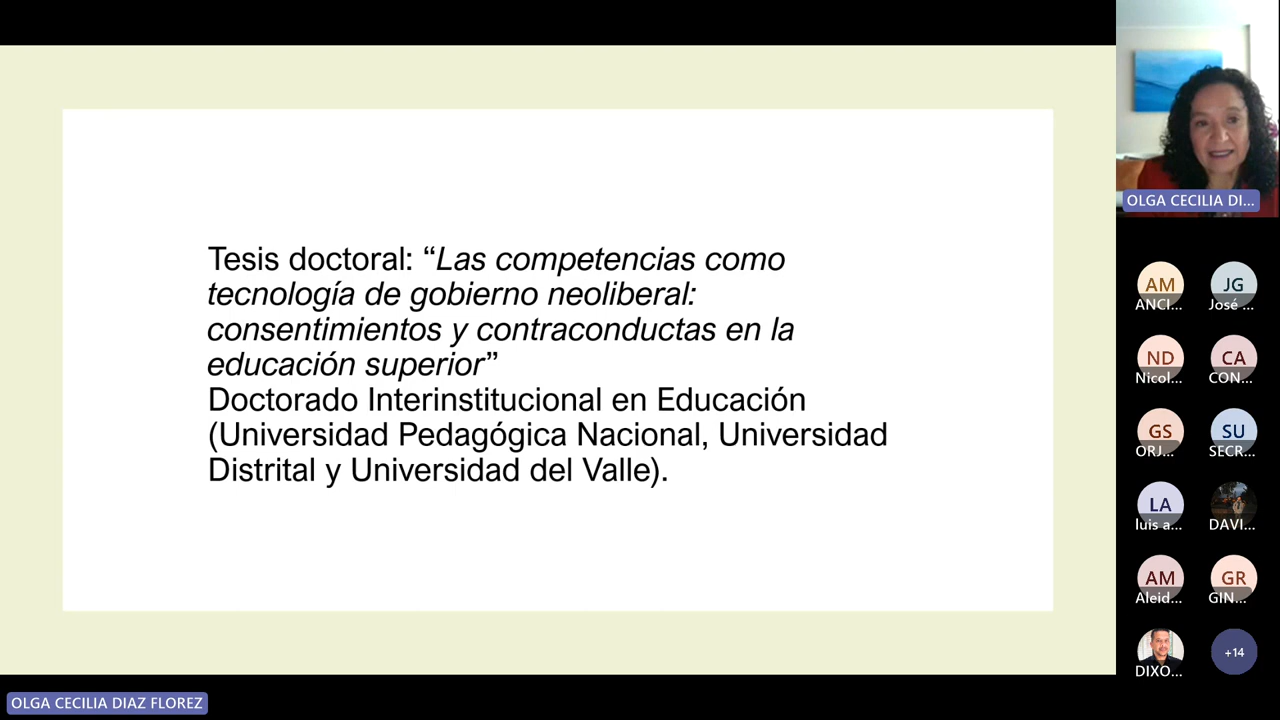 Tesis doctoral: “Las competencias como
tecnología de gobierno neoliberal:
consentimientos y contraconductas en la
educación superior”
Doctorado Interinstitucional en Educación
(Universidad Pedagógica Nacional, Universidad
Distrital y Universidad del Valle).
OLGA CECILIA DI...
AM
ANCI...
JG
José ...
ND
Nicol...
CA
CON...
GS
ORJ...
SU
SECR...
LA
luis a...
DAVI...
AM
Aleid...
GR
GIN...
DIXO...
+14
OLGA CECILIA DIAZ FLOREZ